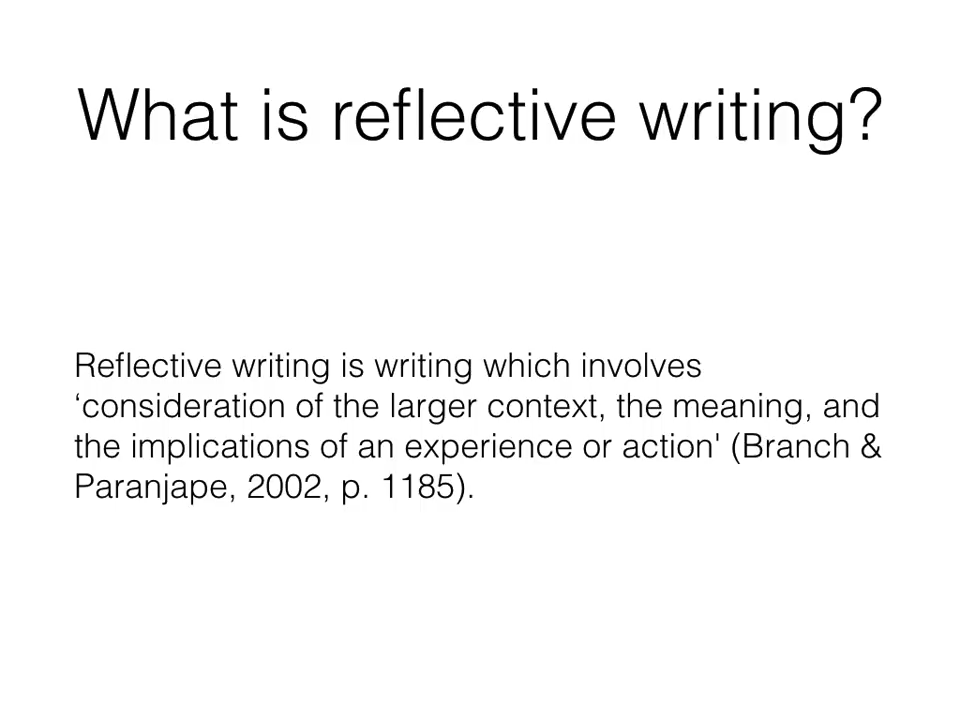 What is reflective writing?
Reflective writing is writing which involves
‘consideration of the larger context, the meaning, and
the implications of an experience or action' (Branch &
Paranjape, 2002, p. 1185).